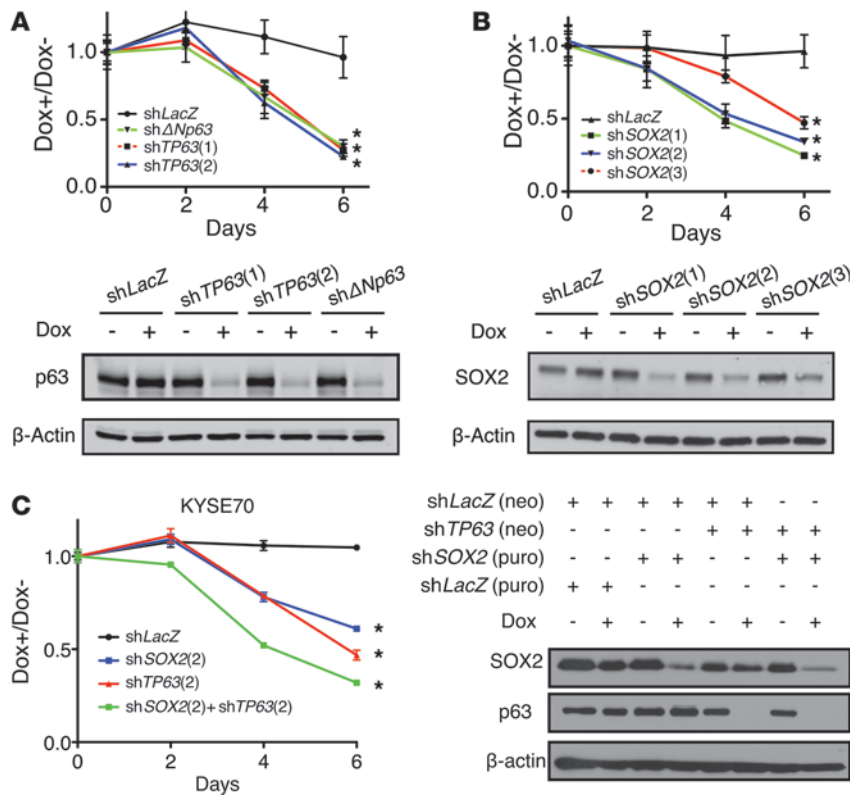 A
Dox+/Dox-
1.0
0.5
0.0
shLacZ
shΔNp63
shTP63(1)
shTP63(2)
*
*
*
0 2 4 6
Days
shLacZ shTP63(1) shTP63(2) shΔNp63
Dox - + - + - + - +
p63
β-Actin
B
Dox+/Dox-
1.0
0.5
0.0
shLacZ
shSOX2(1)
shSOX2(2)
shSOX2(3)
*
*
*
0 2 4 6
Days
shLacZ shSOX2(1) shSOX2(2) shSOX2(3)
Dox - + - + - + - +
SOX2
β-Actin
C
KYSE70
Dox+/Dox-
1.0
0.5
0.0
shLacZ
shSOX2(2)
shTP63(2)
shSOX2(2)+shTP63(2)
*
*
*
0 2 4 6
Days
shLacZ (neo) + + + + + + - -
shTP63 (neo) - - - - + + + +
shSOX2 (puro) - - + + - - + +
shLacZ (puro) + + - - - - - -
Dox - + - + - + - +
SOX2
p63
β-actin